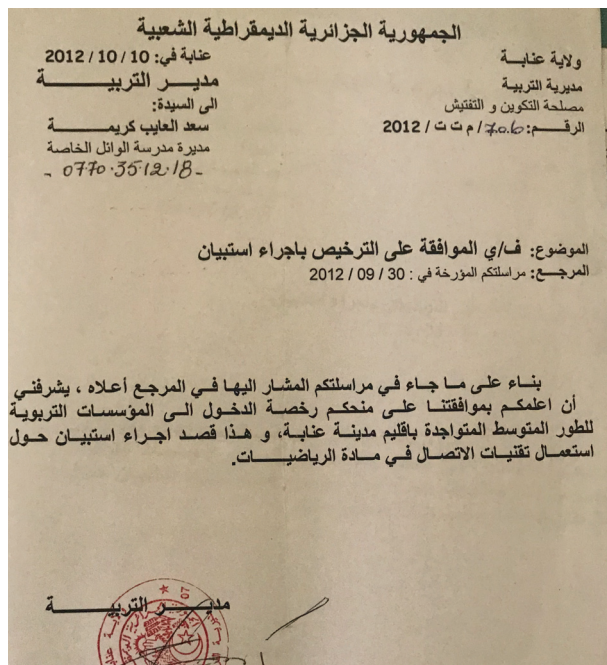 الجمهورية الجزائرية الديمقراطية الشعبية
ولاية عنابة
عنابة في: 10 / 10 / 2012
مديرية التربية
مدير التربية
مصلحة التكوين و التفتيش
الى السيدة:
الرقم: 706 / م ت ت / 2012
سعد العايب كريمة
مديرة مدرسة الوائل الخاصة
- 0770.35.12.18 -
الموضوع: ف/ي الموافقة على الترخيص باجراء استبيان
المرجع: مراسلتكم المؤرخة في : 30 / 09 / 2012
بناء على ما جاء في مراسلتكم المشار اليها في المرجع أعلاه ، يشرفني
أن اعلمكم بموافقتنا على منحكم رخصة الدخول الى المؤسسات التربوية
للطور المتوسط المتواجدة باقليم مدينة عنابة، و هذا قصد اجراء استبيان حول
استعمال تقنيات الاتصال في مادة الرياضيات.
مدير التربية